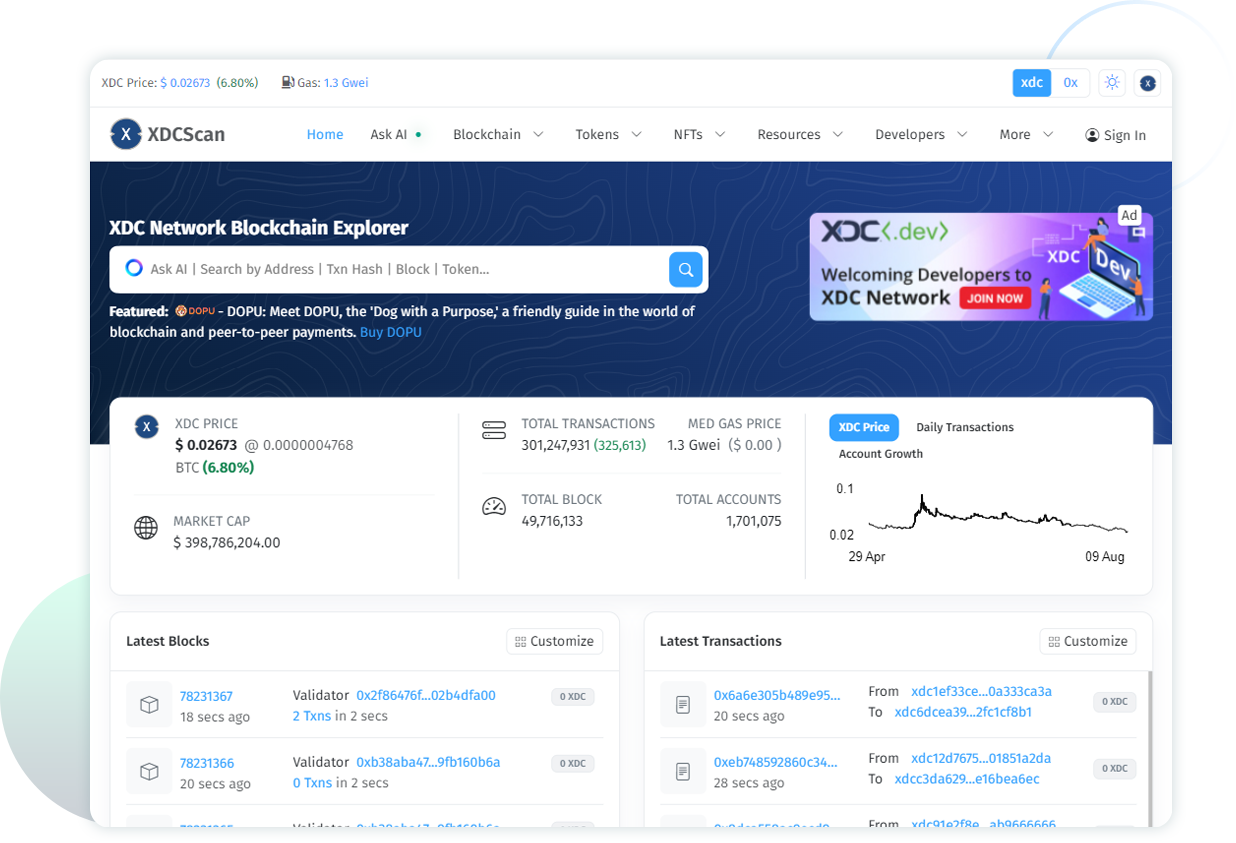 XDC Price: $ 0.02673 (6.80%) Gas: 1.3 Gwei xdc 0x
XDCScan Home Ask AI Blockchain Tokens NFTs Resources Developers More Sign In
XDC Network Blockchain Explorer
Ask AI | Search by Address | Txn Hash | Block | Token...
Featured: DOPU - DOPU: Meet DOPU, the 'Dog with a Purpose,' a friendly guide in the world of
blockchain and peer-to-peer payments. Buy DOPU
Ad
XDC<.dev>
Welcoming Developers to
XDC Network JOIN NOW
XDC Dev
XDC PRICE
$ 0.02673 @ 0.0000004768
BTC (6.80%)
MARKET CAP
$ 398,786,204.00
TOTAL TRANSACTIONS MED GAS PRICE
301,247,931 (325,613) 1.3 Gwei ($ 0.00 )
TOTAL BLOCK TOTAL ACCOUNTS
49,716,133 1,701,075
XDC Price Daily Transactions
Account Growth
0.1
0.02
29 Apr 09 Aug
Latest Blocks Customize
78231367 Validator 0x2f86476f...02b4dfa00 0 XDC
18 secs ago 2 Txns in 2 secs
78231366 Validator 0xb38aba47...9fb160b6a 0 XDC
20 secs ago 0 Txns in 2 secs
Latest Transactions Customize
0x6a6e305b489e95... From xdc1ef33ce...0a333ca3a 0 XDC
20 secs ago To xdc6dcea39...2fc1cf8b1
0xeb748592860c34... From xdc12d7675...01851a2da 0 XDC
28 secs ago To xdcc3da629...e16bea6ec
From xdc91e2f8e...ab9666666